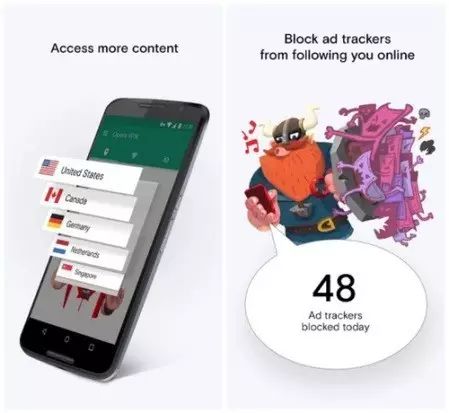 Access more content
Opera VPN
United States
Canada
Germany
Netherlands
Singapore
Block ad trackers
from following you online
48
Ad trackers
blocked today